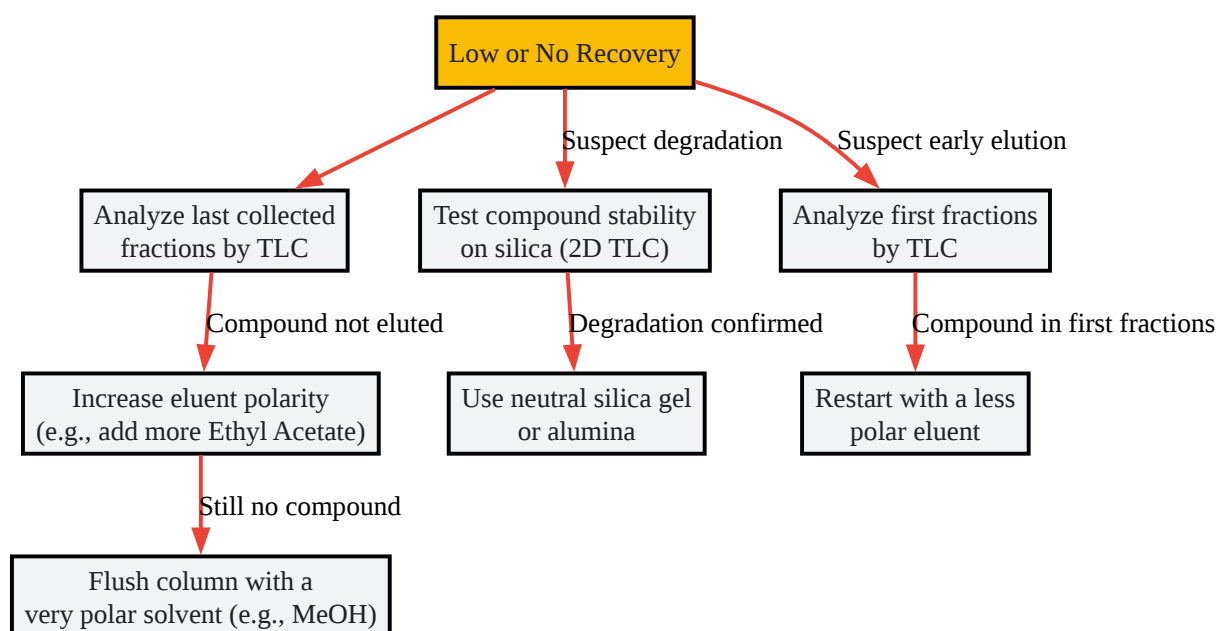 Low or No Recovery
Suspect degradation
Suspect early elution
Analyze last collected
fractions by TLC
Test compound stability
on silica (2D TLC)
Analyze first fractions
by TLC
Compound not eluted
Degradation confirmed
Compound in first fractions
Increase eluent polarity
(e.g., add more Ethyl Acetate)
Use neutral silica gel
or alumina
Restart with a less
polar eluent
Still no compound
Flush column with a
very polar solvent (e.g., MeOH)